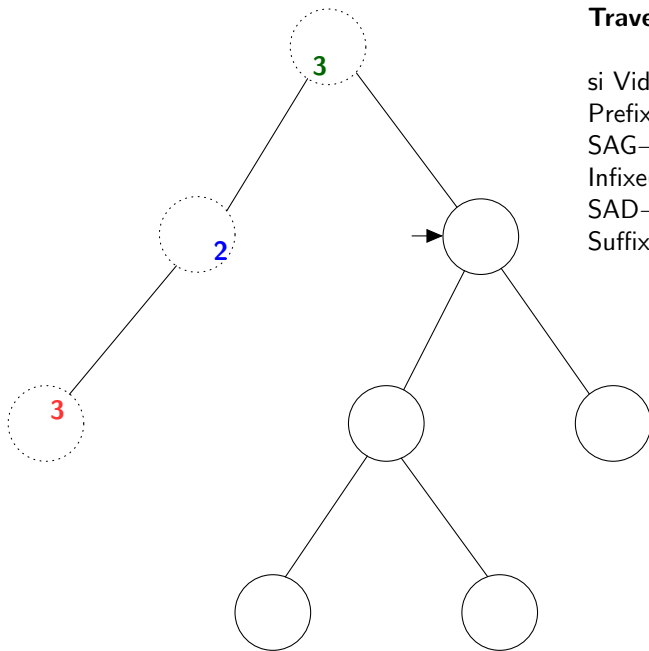 Trave
si Vid
Prefix
SAG–
Infixe
SAD–
Suffix
3
2
3